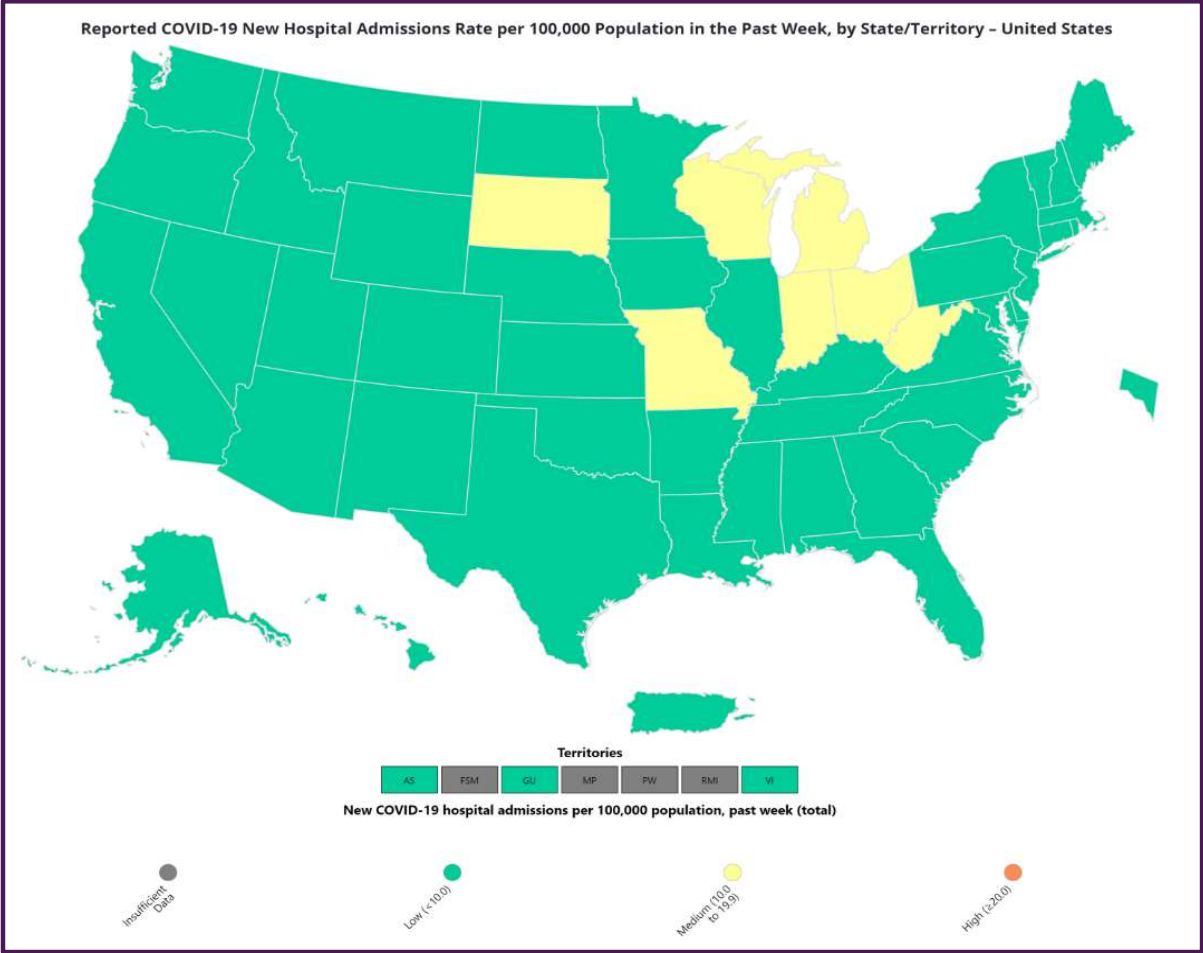 Reported COVID-19 New Hospital Admissions Rate per 100,000 Population in the Past Week, by State/Territory – United States
Territories
AS FSM GU MP PW RMI VI
New COVID-19 hospital admissions per 100,000 population, past week (total)
Insufficient
Data
Low (<10.0)
Medium (10.0
to 19.9)
High (≥20.0)